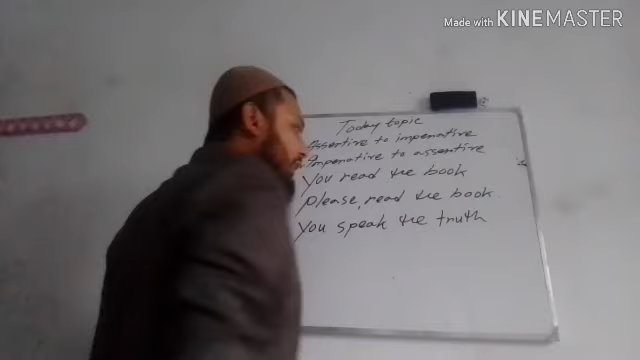 Made with KINEMASTER
Today topic
Assertive to imperative
Imperative to assertive
You read the book
Please, read the book.
You speak the truth